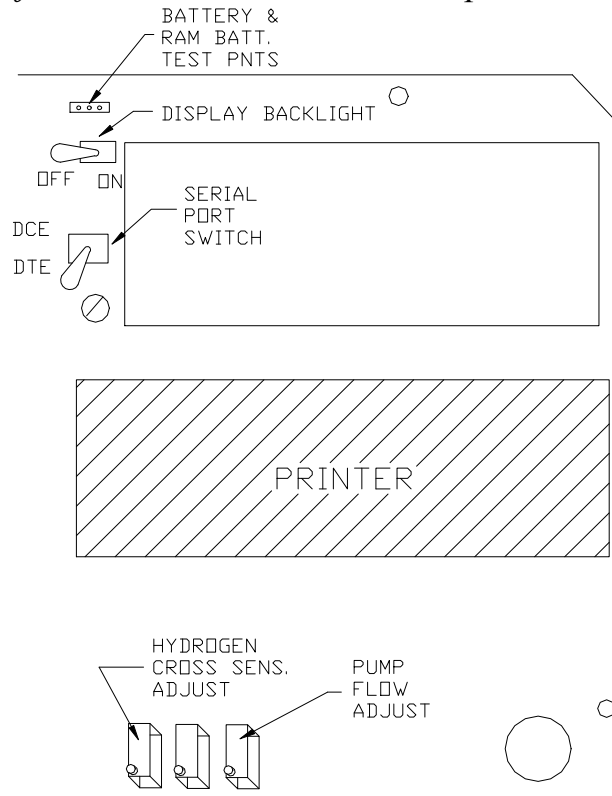 BATTERY &
RAM BATT.
TEST PNTS
DISPLAY BACKLIGHT
OFF ON
SERIAL
PORT
SWITCH
DCE
DTE
PRINTER
HYDROGEN
CROSS SENS.
ADJUST
PUMP
FLOW
ADJUST